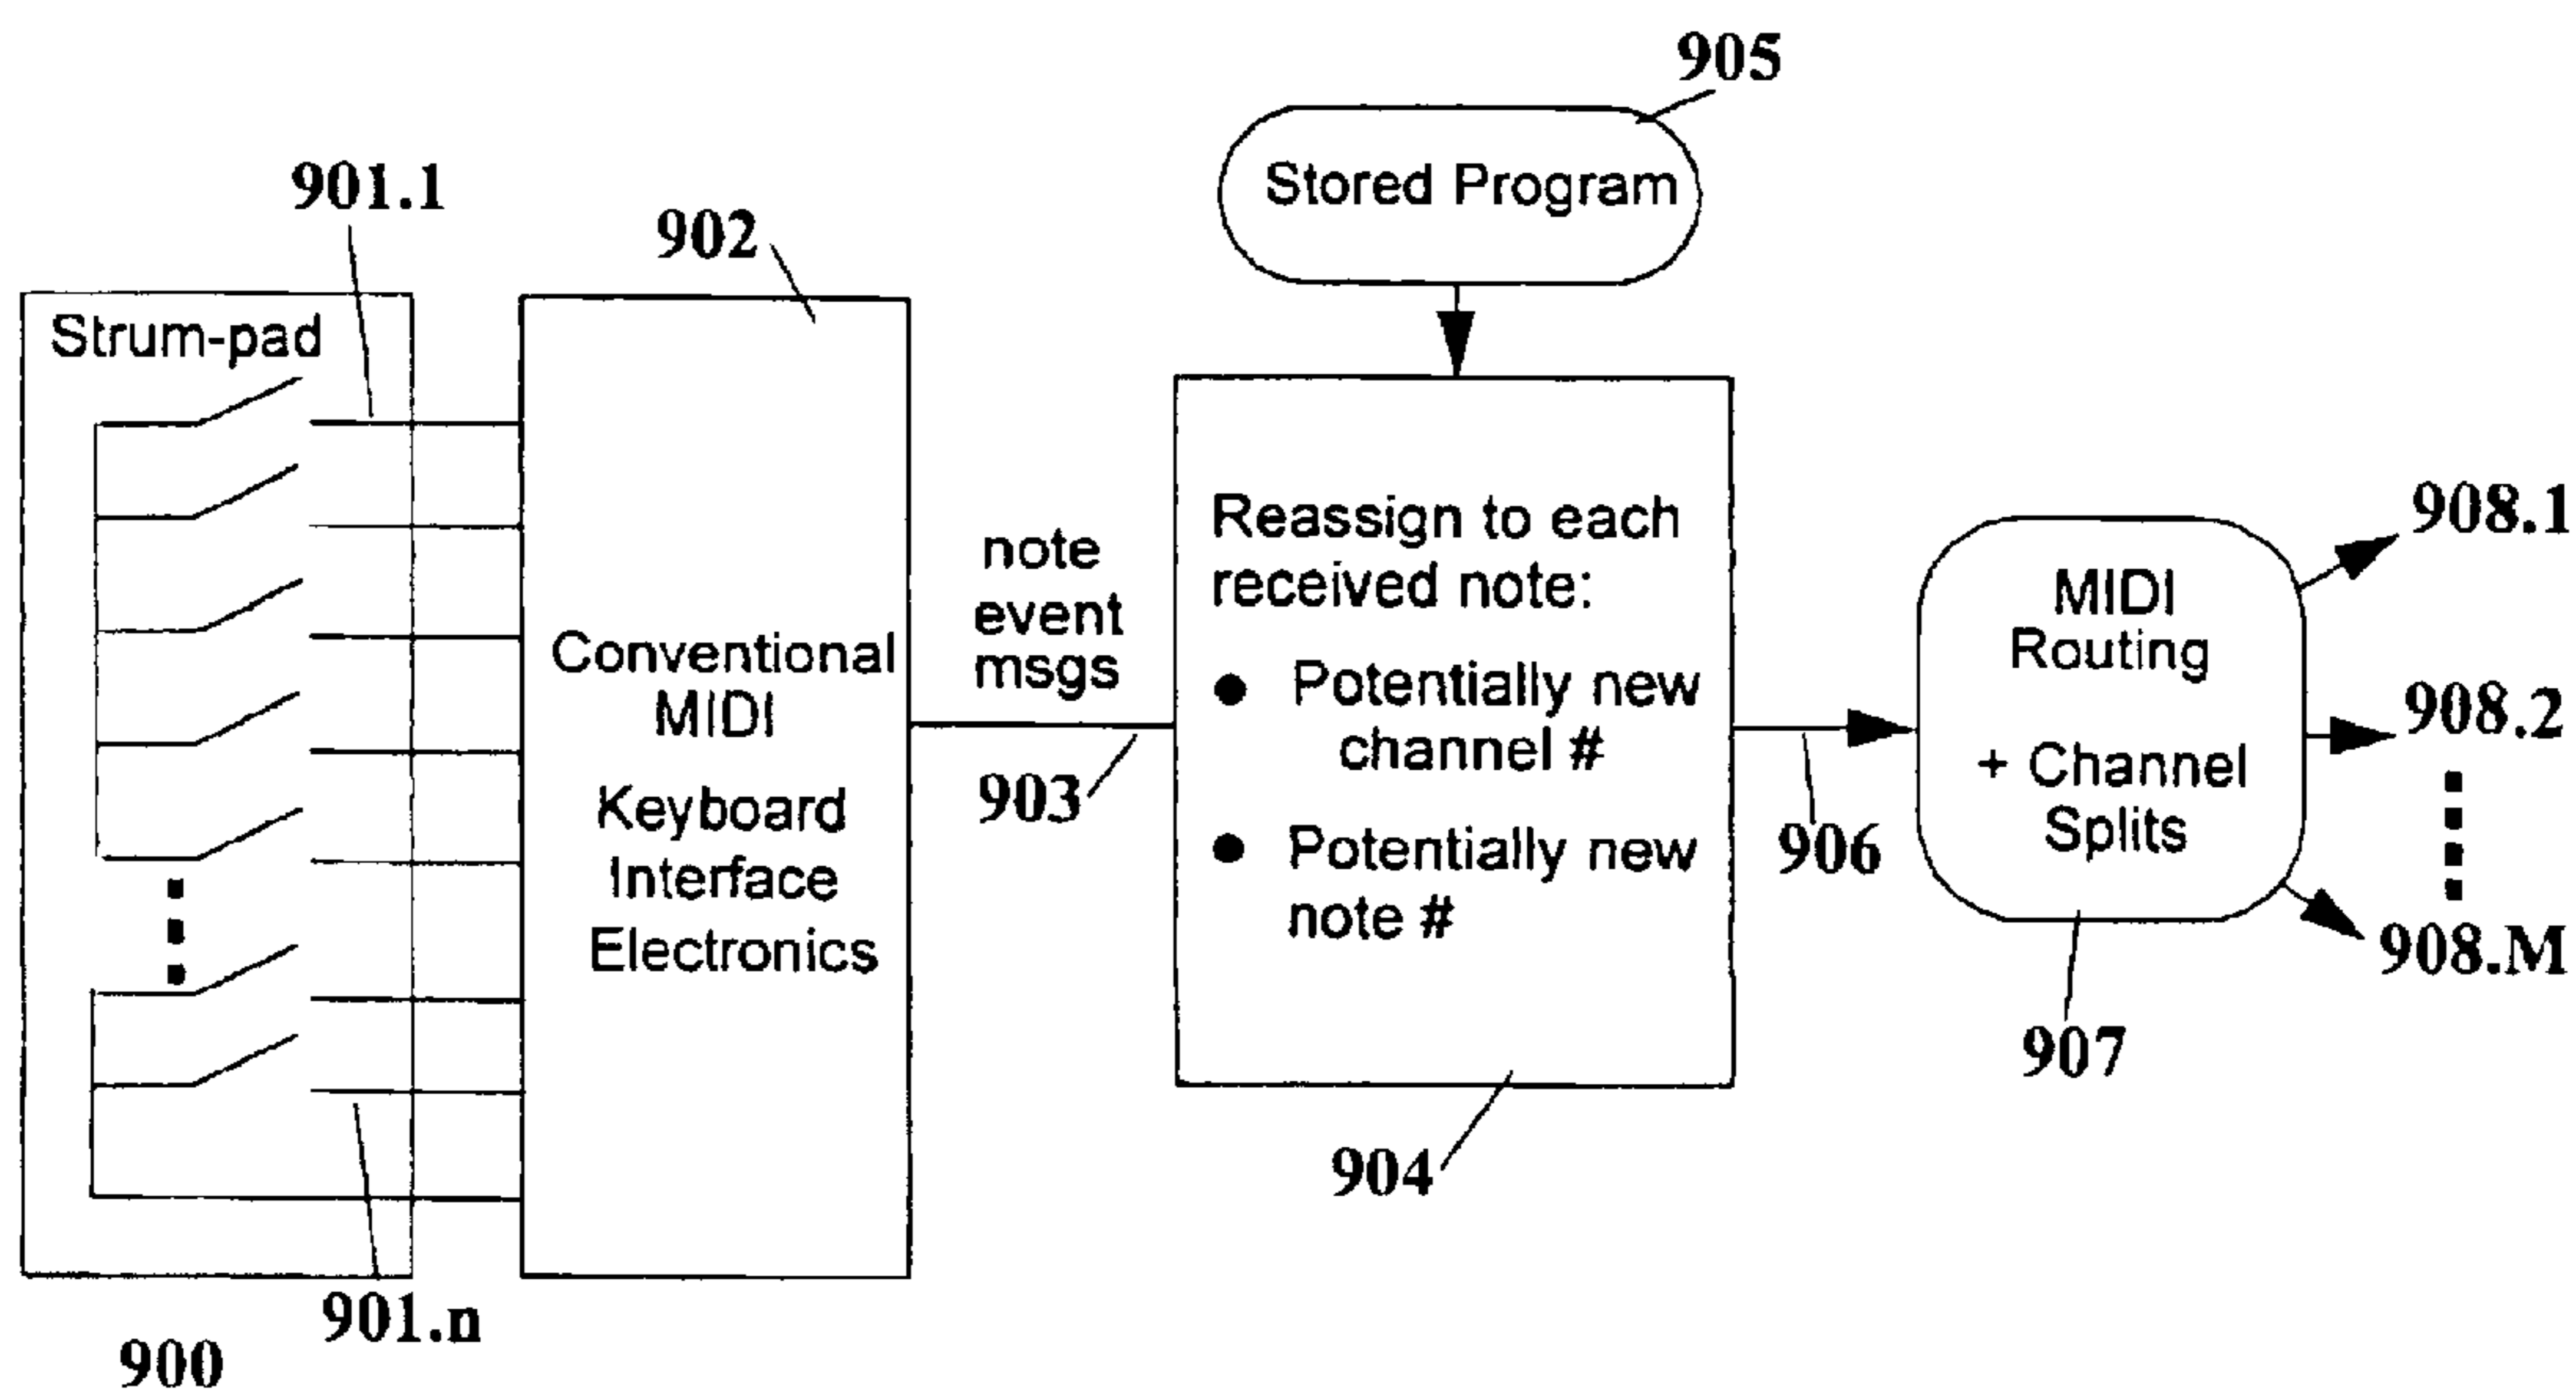 905
Stored Program
901.1
902
Strum-pad
Conventional
MIDI
Keyboard
Interface
Electronics
note
event
msgs
903
Reassign to each
received note:
● Potentially new
channel #
● Potentially new
note #
904
906
MIDI
Routing
+ Channel
Splits
907
908.1
908.2
908.M
901.n
900